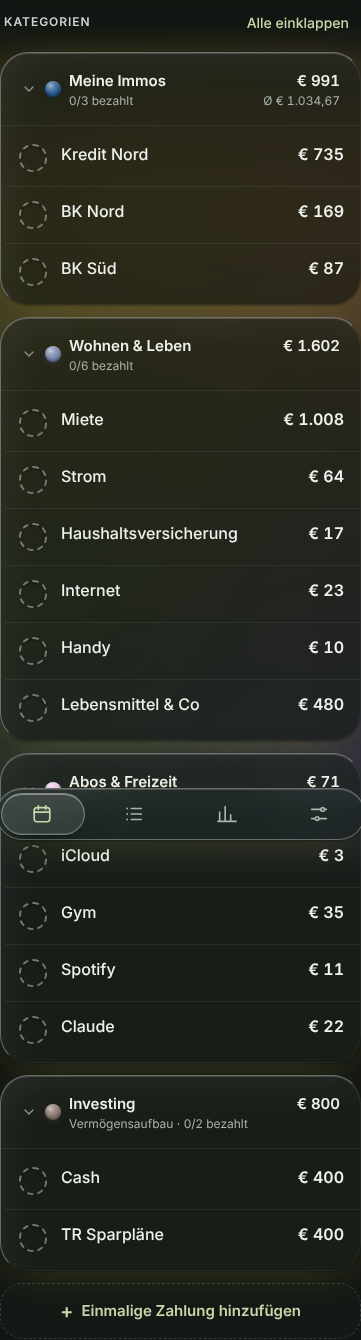 KATEGORIEN
Alle einklappen
Meine Immos € 991
0/3 bezahlt Ø € 1.034,67
Kredit Nord € 735
BK Nord € 169
BK Süd € 87
Wohnen & Leben € 1.602
0/6 bezahlt
Miete € 1.008
Strom € 64
Haushaltsversicherung € 17
Internet € 23
Handy € 10
Lebensmittel & Co € 480
Abos & Freizeit € 71
iCloud € 3
Gym € 35
Spotify € 11
Claude € 22
Investing € 800
Vermögensaufbau · 0/2 bezahlt
Cash € 400
TR Sparpläne € 400
+ Einmalige Zahlung hinzufügen